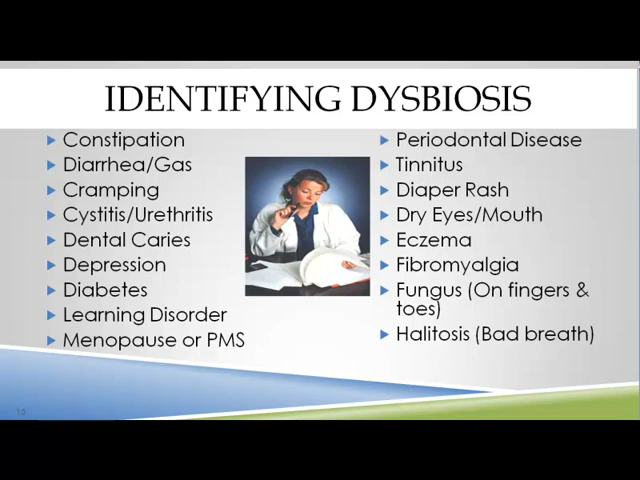 IDENTIFYING DYSBIOSIS
Constipation
Diarrhea/Gas
Cramping
Cystitis/Urethritis
Dental Caries
Depression
Diabetes
Learning Disorder
Menopause or PMS
Periodontal Disease
Tinnitus
Diaper Rash
Dry Eyes/Mouth
Eczema
Fibromyalgia
Fungus (On fingers &
toes)
Halitosis (Bad breath)
15